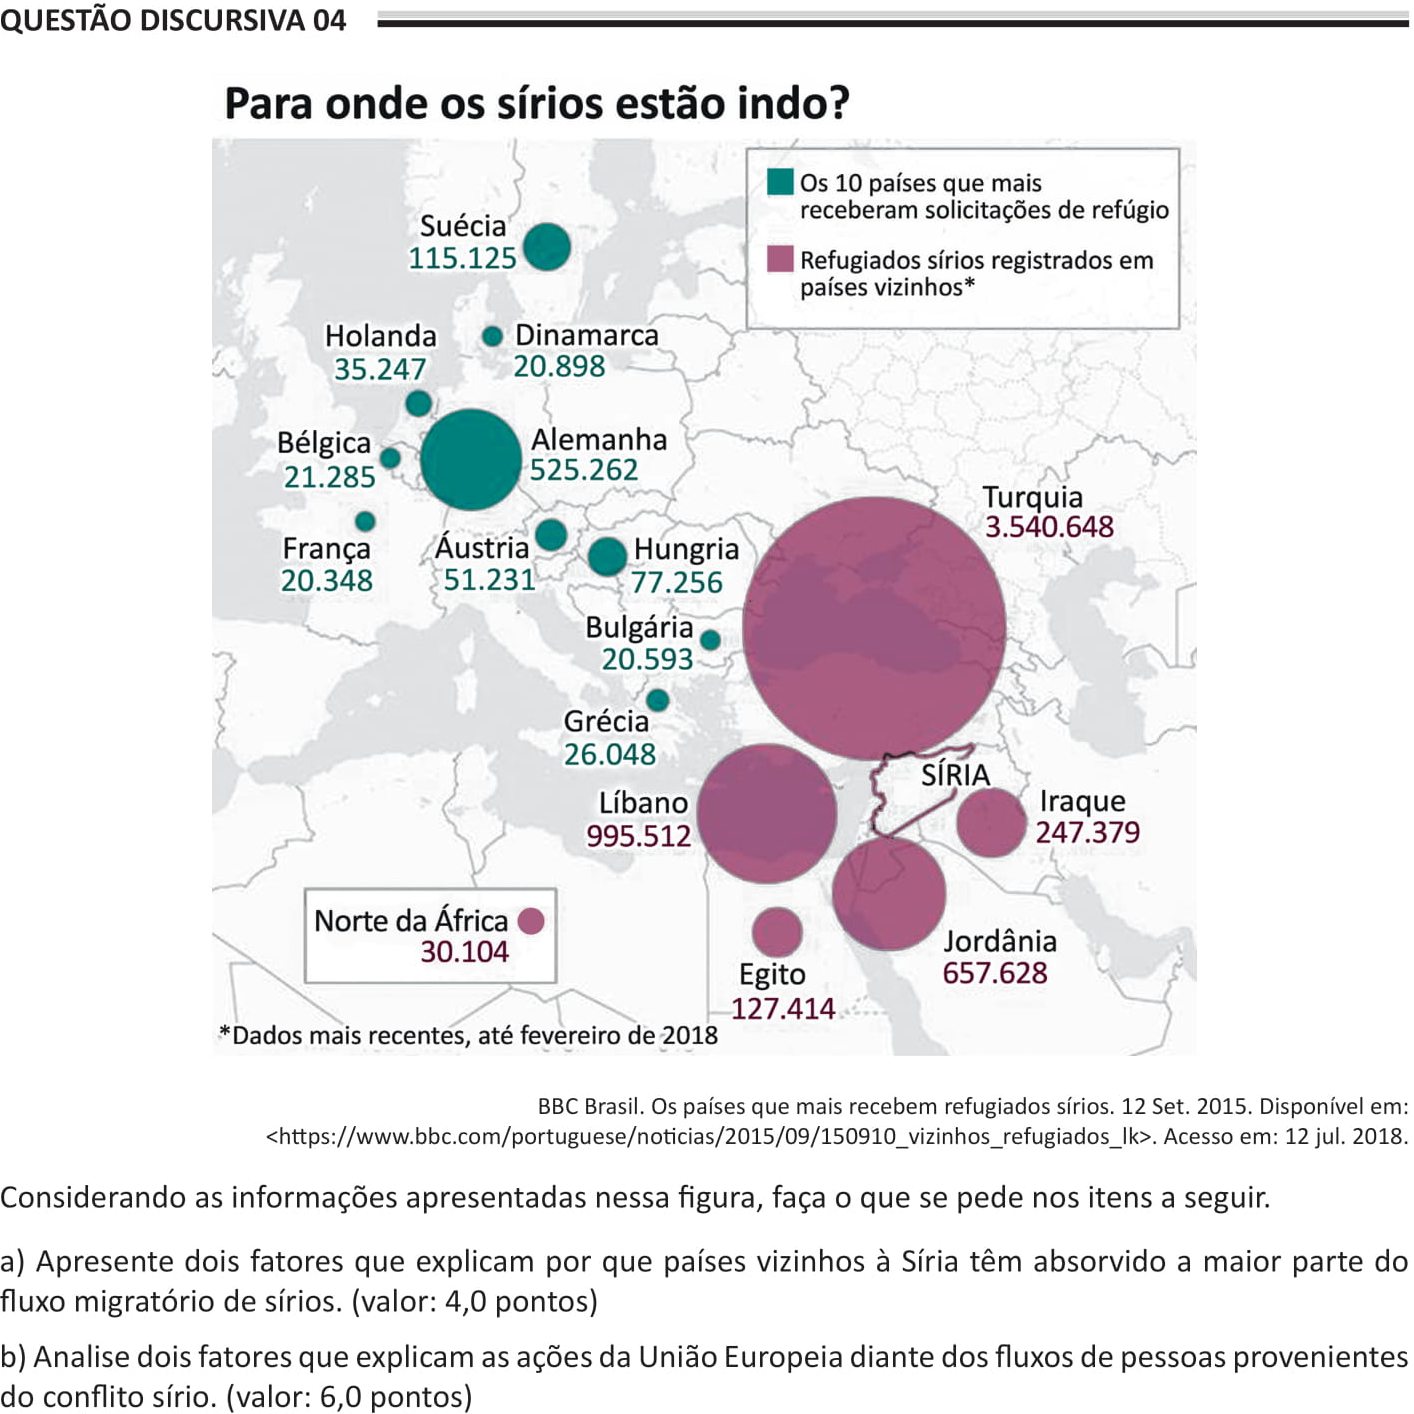 QUESTÃO DISCURSIVA 04
Para onde os sírios estão indo?
Os 10 países que mais
receberam solicitações de refúgio
Refugiados sírios registrados em
países vizinhos*
Suécia
115.125
Holanda
35.247
Dinamarca
20.898
Bélgica
21.285
Alemanha
525.262
França
20.348
Áustria
51.231
Hungria
77.256
Turquia
3.540.648
Bulgária
20.593
Grécia
26.048
SÍRIA
Líbano
995.512
Iraque
247.379
Norte da África
30.104
Egito
127.414
Jordânia
657.628
*Dados mais recentes, até fevereiro de 2018
BBC Brasil. Os países que mais recebem refugiados sírios. 12 Set. 2015. Disponível em:
<https://www.bbc.com/portuguese/noticias/2015/09/150910_vizinhos_refugiados_lk>. Acesso em: 12 jul. 2018.
Considerando as informações apresentadas nessa figura, faça o que se pede nos itens a seguir.
a) Apresente dois fatores que explicam por que países vizinhos à Síria têm absorvido a maior parte do
fluxo migratório de sírios. (valor: 4,0 pontos)
b) Analise dois fatores que explicam as ações da União Europeia diante dos fluxos de pessoas provenientes
do conflito sírio. (valor: 6,0 pontos)